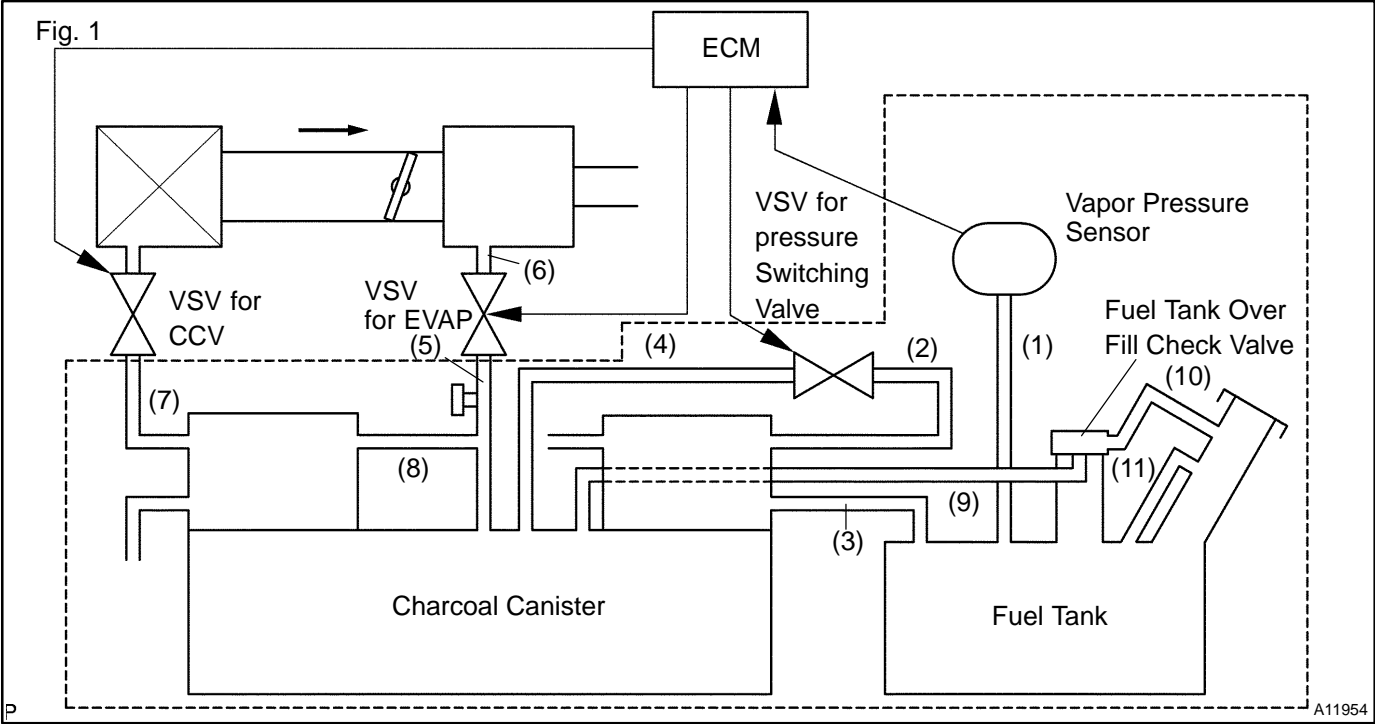 Fig. 1
ECM
VSV for
pressure
Switching
Valve
Vapor Pressure
Sensor
(6)
VSV for
CCV
VSV
for EVAP
(5)
(4)
(2)
(1)
Fuel Tank Over
Fill Check Valve
(10)
(7)
(8)
(11)
(9)
(3)
Charcoal Canister
Fuel Tank
P
A11954